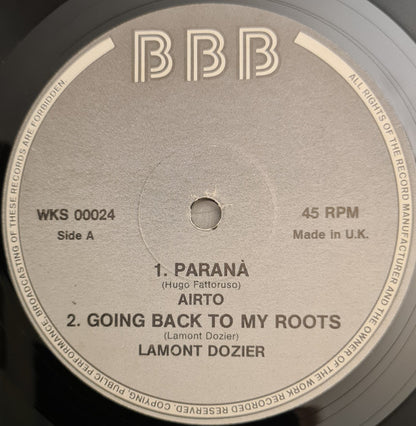 BBB
ALL RIGHTS OF THE RECORD MANUFACTURER AND THE OWNER OF THE WORK RECORDED RESERVED. COPYING, PUBLIC PERFORMANCE, BROADCASTING OF THESE RECORDS ARE FORBIDDEN.
WKS 00024
Side A
45 RPM
Made in U.K.
1. PARANÀ
(Hugo Fattoruso)
AIRTO
2. GOING BACK TO MY ROOTS
(Lamont Dozier)
LAMONT DOZIER